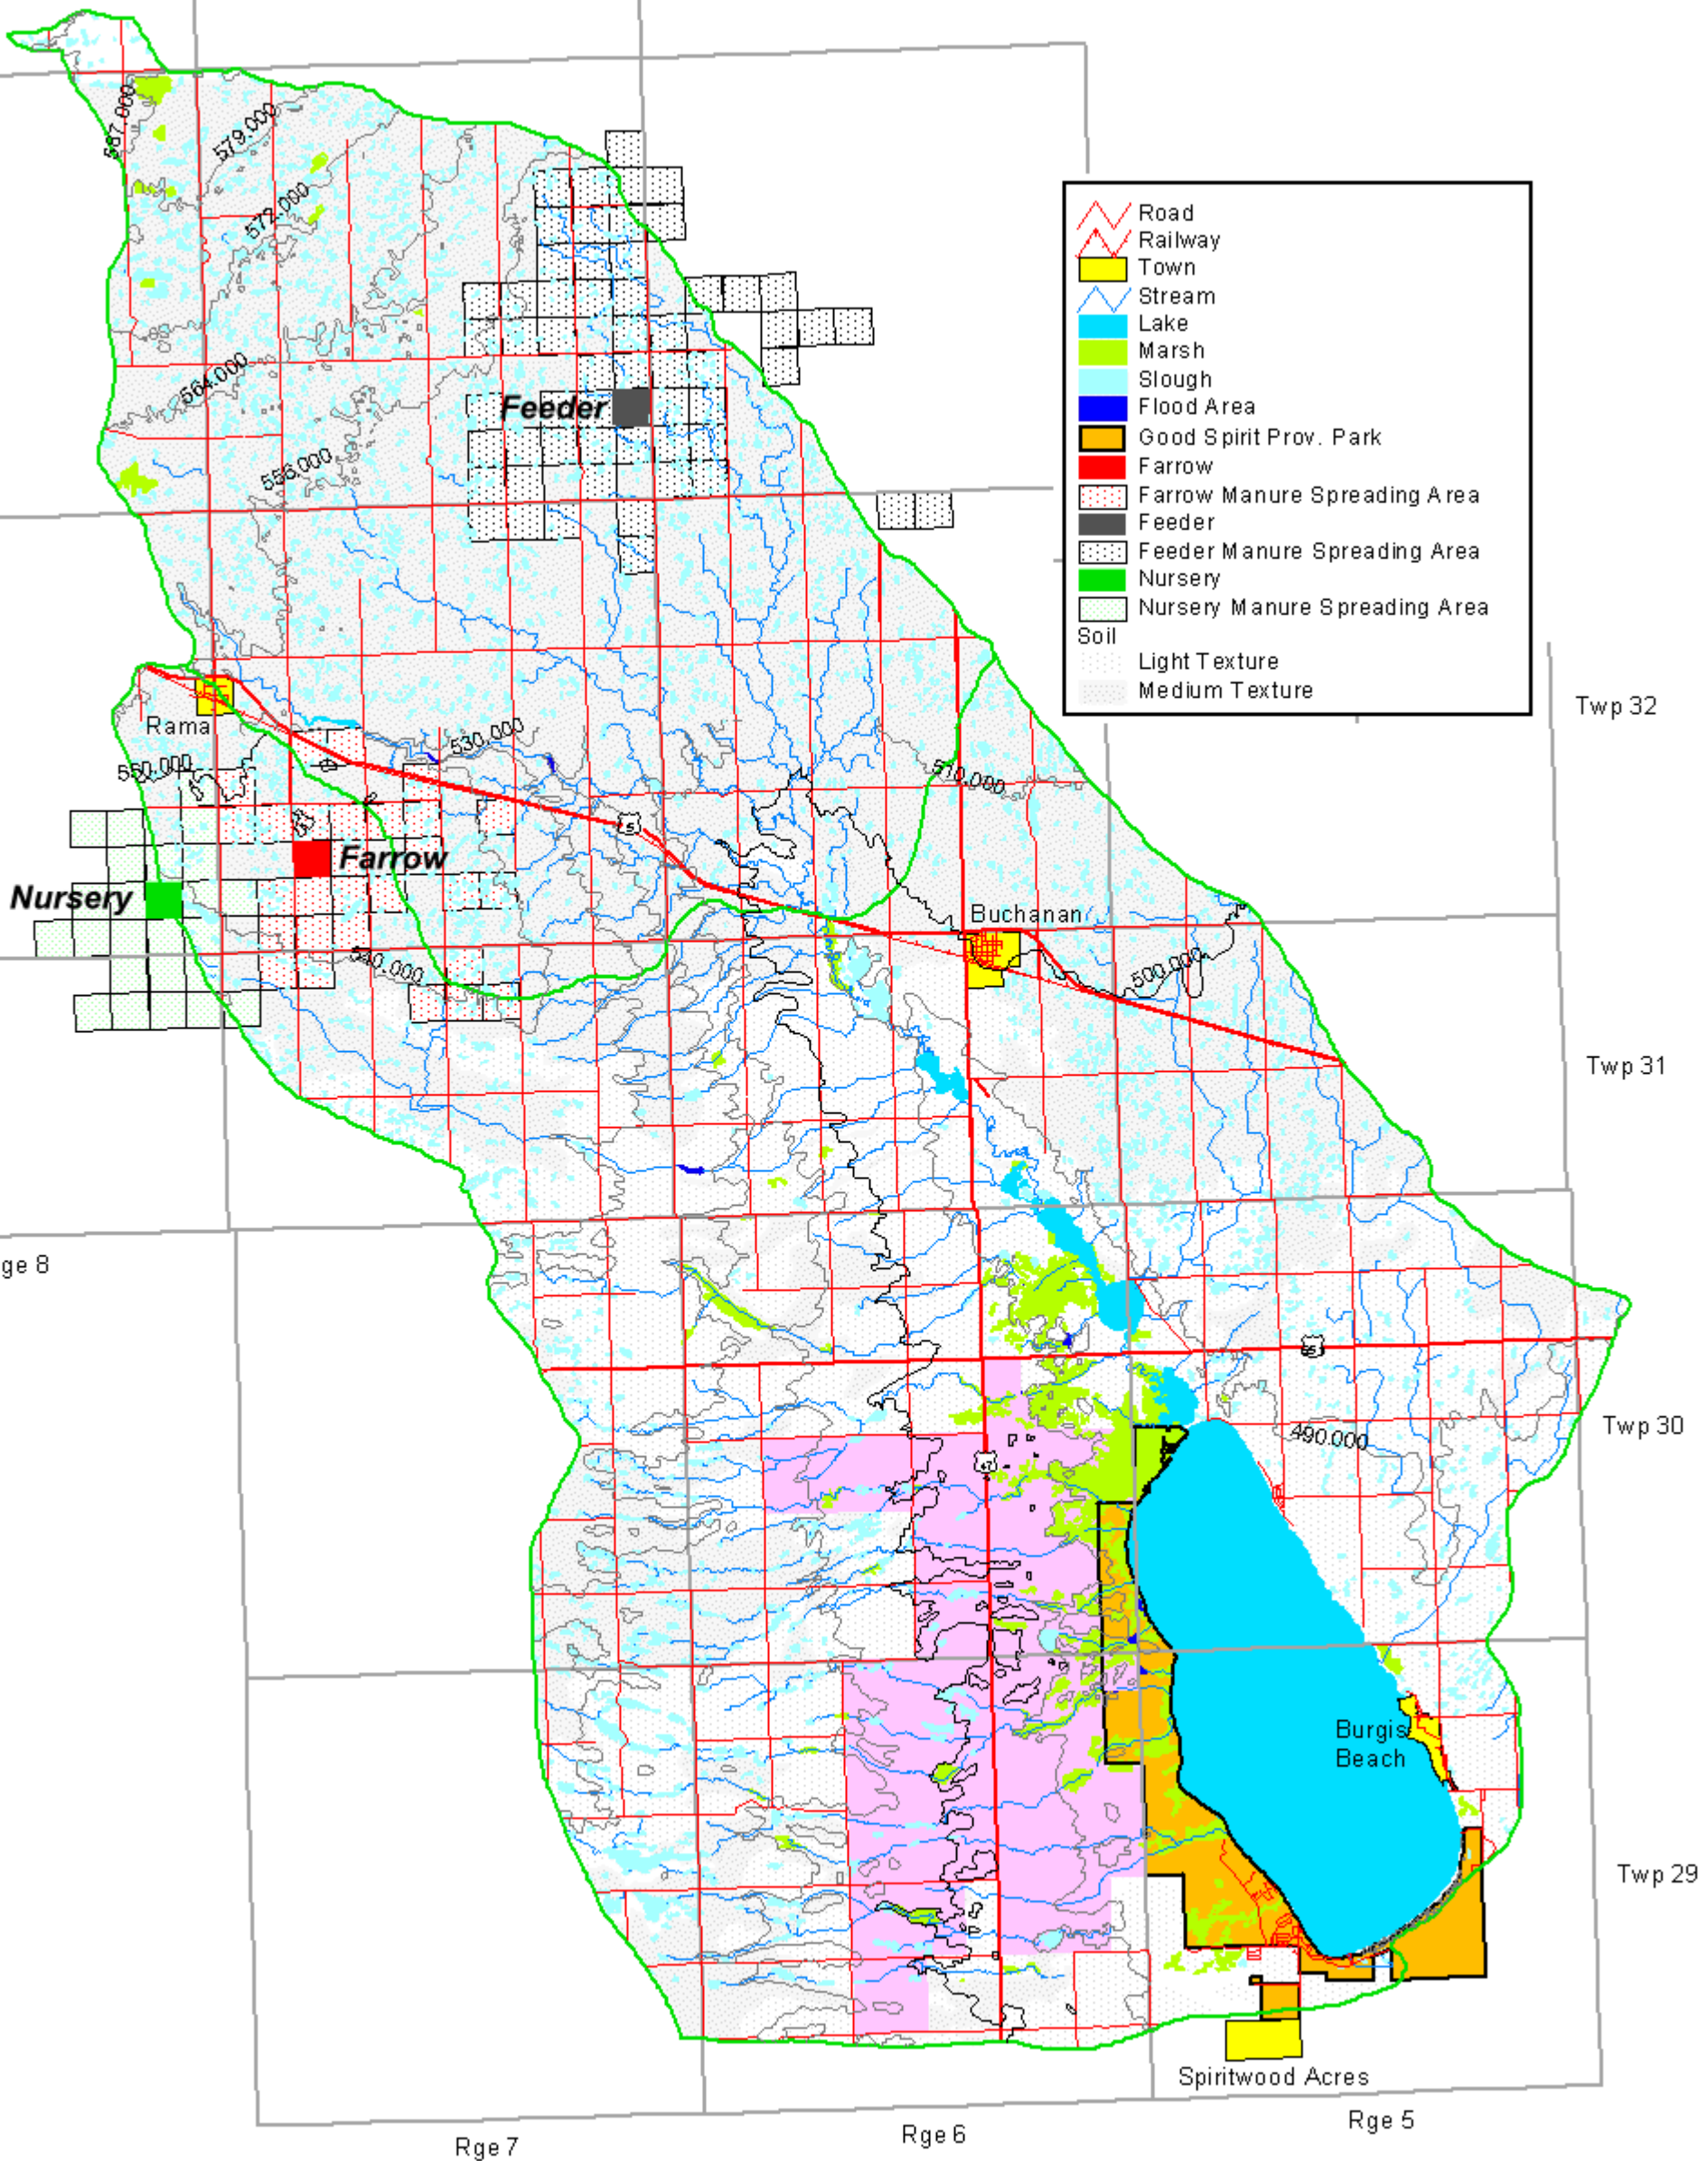 587.000
579.000
572.000
564.000
556.000
Feeder
Road
Railway
Town
Stream
Lake
Marsh
Slough
Flood Area
Good Spirit Prov. Park
Farrow
Farrow Manure Spreading Area
Feeder
Feeder Manure Spreading Area
Nursery
Nursery Manure Spreading Area
Soil
Light Texture
Medium Texture
Twp 32
Rama
530.000
550.000
510.000
5
Farrow
Nursery
Buchanan
540.000
500.000
Twp 31
ge 8
Twp 30
490.000
47
Burgis
Beach
Twp 29
Spiritwood Acres
Rge 5
Rge 6
Rge 7